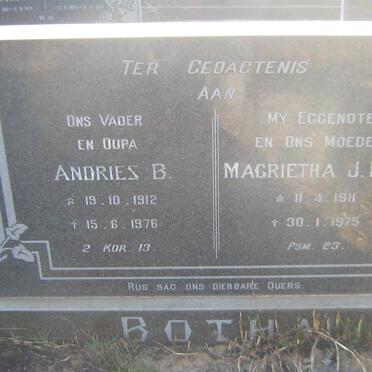 TER GEDAGTENIS
AAN
ONS VADER
EN OUPA
ANDRIES B.
☆ 19.10.1912
† 15.6.1976
2 KOR. 13.
MY EGGENOTE
EN ONS MOEDE
MAGRIETHA J.
☆ 11.4.1911
† 30.1.1975
PSM. 23.
RUS SAG ONS DIERBARE OUERS.
BOTHA